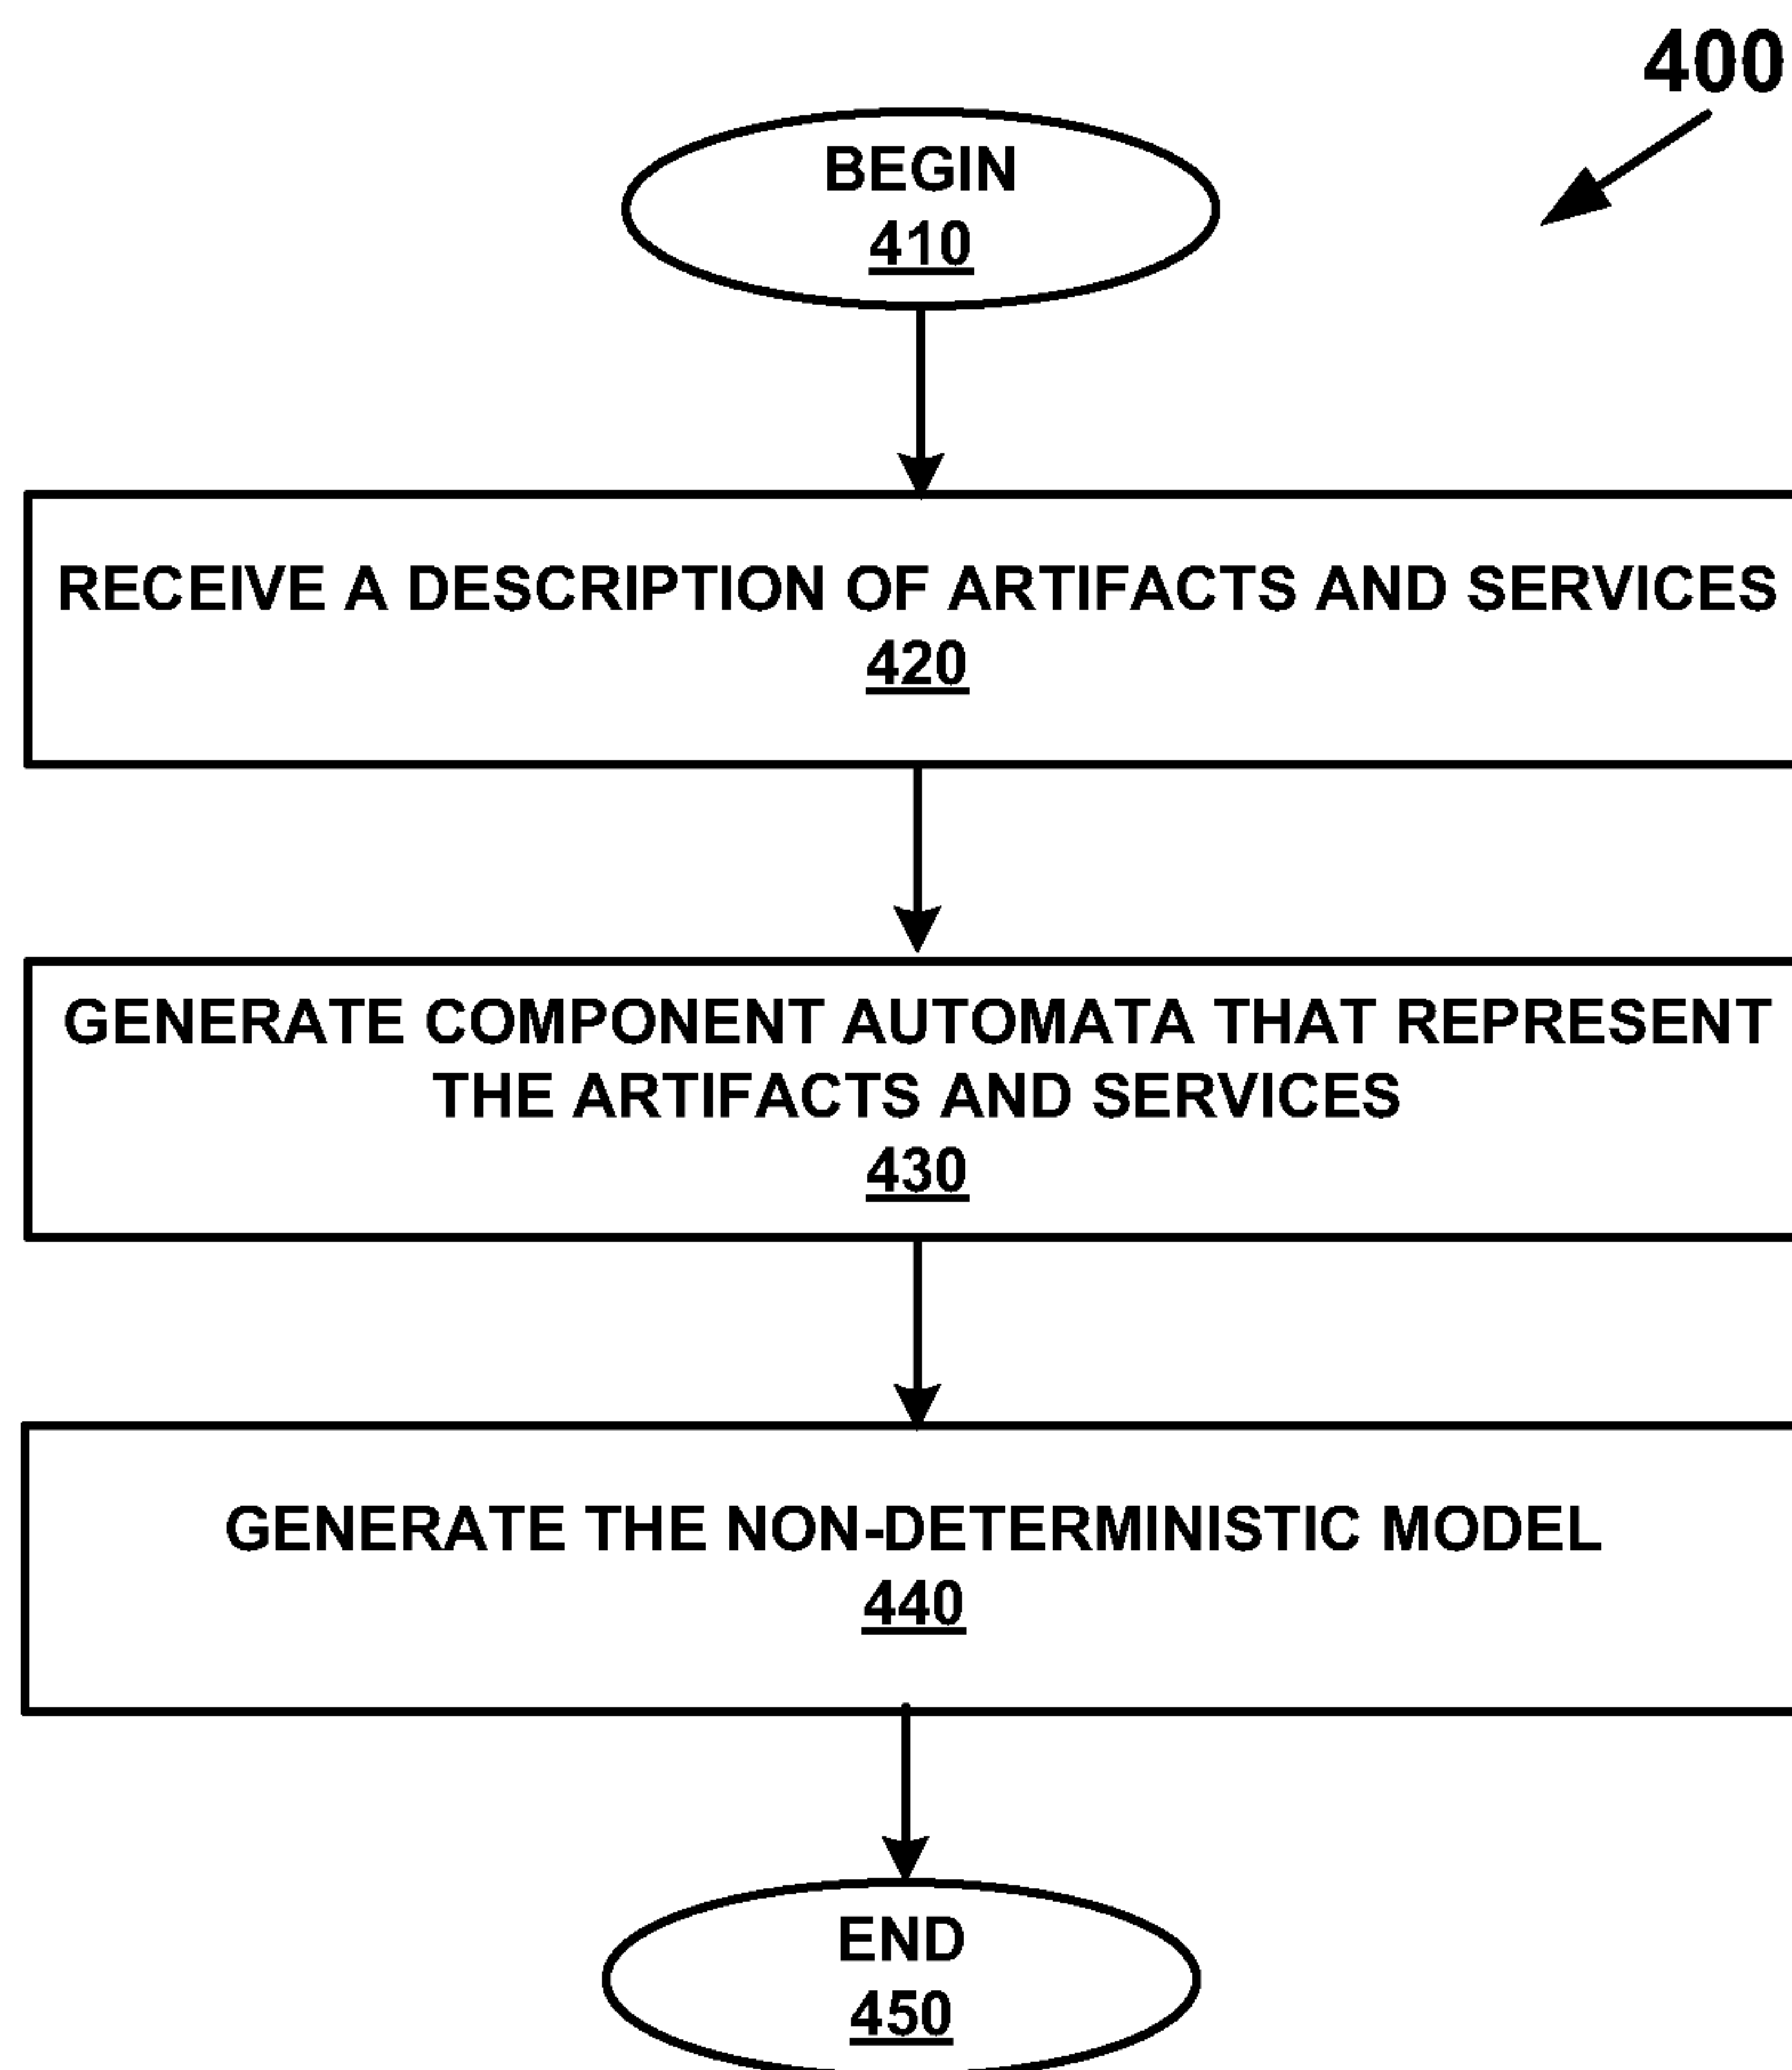 400
BEGIN
410
RECEIVE A DESCRIPTION OF ARTIFACTS AND SERVICES
420
GENERATE COMPONENT AUTOMATA THAT REPRESENT
THE ARTIFACTS AND SERVICES
430
GENERATE THE NON-DETERMINISTIC MODEL
440
END
450